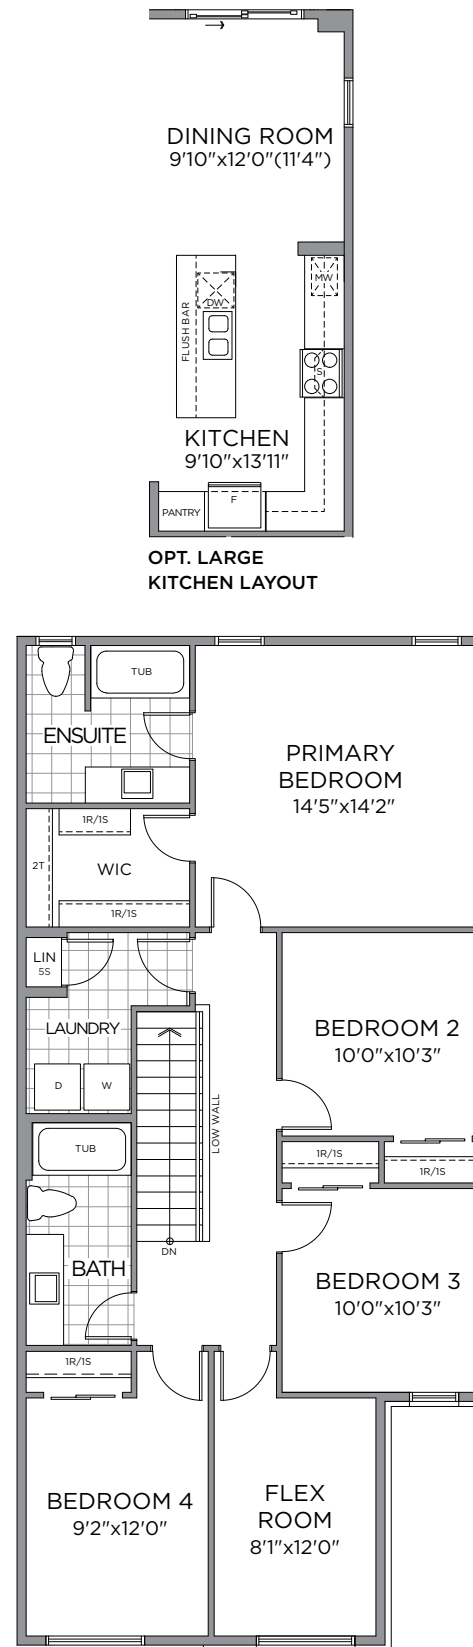 DINING ROOM
9'10"x12'0"(11'4")
MW
DW
FLUSH BAR
S
KITCHEN
9'10"x13'11"
F
PANTRY
OPT. LARGE
KITCHEN LAYOUT
TUB
ENSUITE
PRIMARY
BEDROOM
14'5"x14'2"
1R/1S
2T
WIC
1R/1S
LIN
5S
LAUNDRY
BEDROOM 2
10'0"x10'3"
D
W
LOW WALL
TUB
1R/1S
1R/1S
DN
BATH
BEDROOM 3
10'0"x10'3"
1R/1S
BEDROOM 4
9'2"x12'0"
FLEX
ROOM
8'1"x12'0"